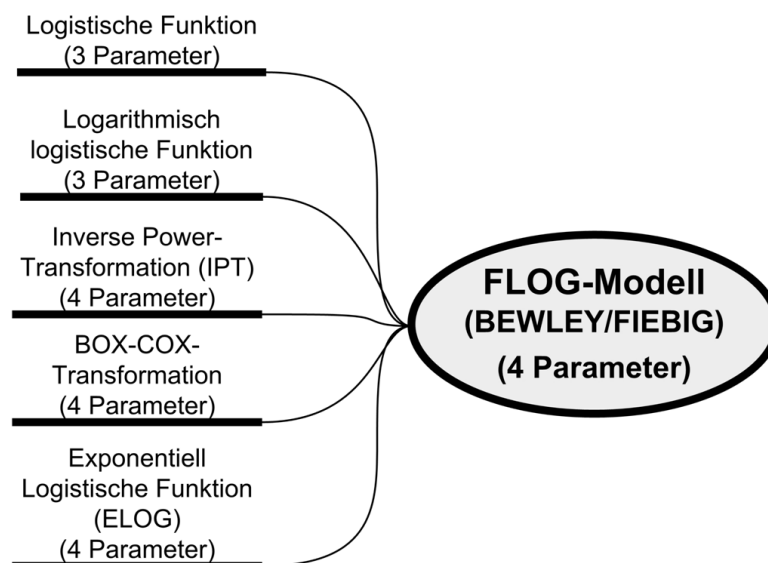 Logistische Funktion
(3 Parameter)
Logarithmisch
logistische Funktion
(3 Parameter)
Inverse Power-
Transformation (IPT)
(4 Parameter)
BOX-COX-
Transformation
(4 Parameter)
Exponentiell
Logistische Funktion
(ELOG)
(4 Parameter)
FLOG-Modell
(BEWLEY/FIEBIG)
(4 Parameter)